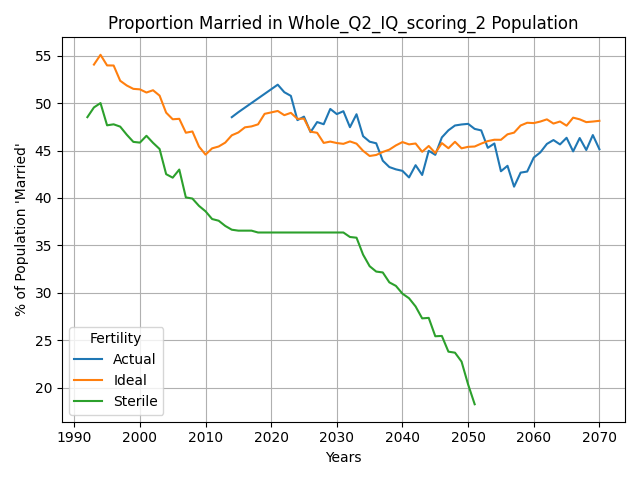 Proportion Married in Whole_Q2_IQ_scoring_2 Population
% of Population 'Married'
55
50
45
40
35
30
25
20
Fertility
Actual
Ideal
Sterile
1990 2000 2010 2020 2030 2040 2050 2060 2070
Years